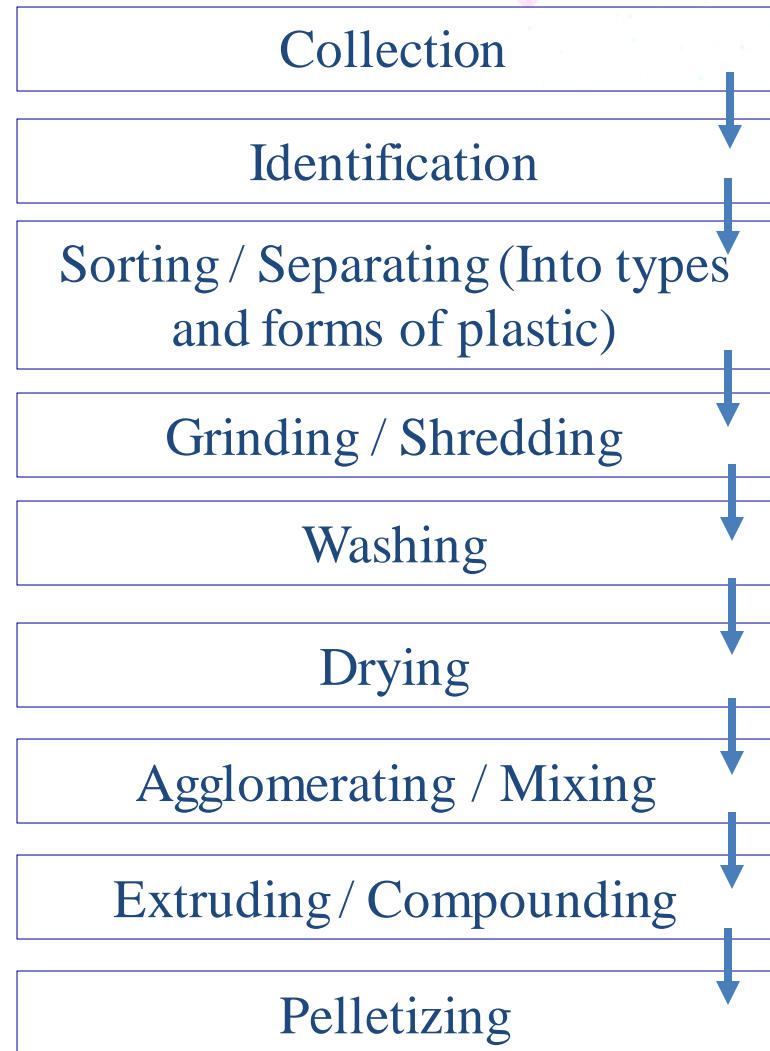 Collection
Identification
Sorting / Separating (Into types
and forms of plastic)
Grinding / Shredding
Washing
Drying
Agglomerating / Mixing
Extruding / Compounding
Pelletizing